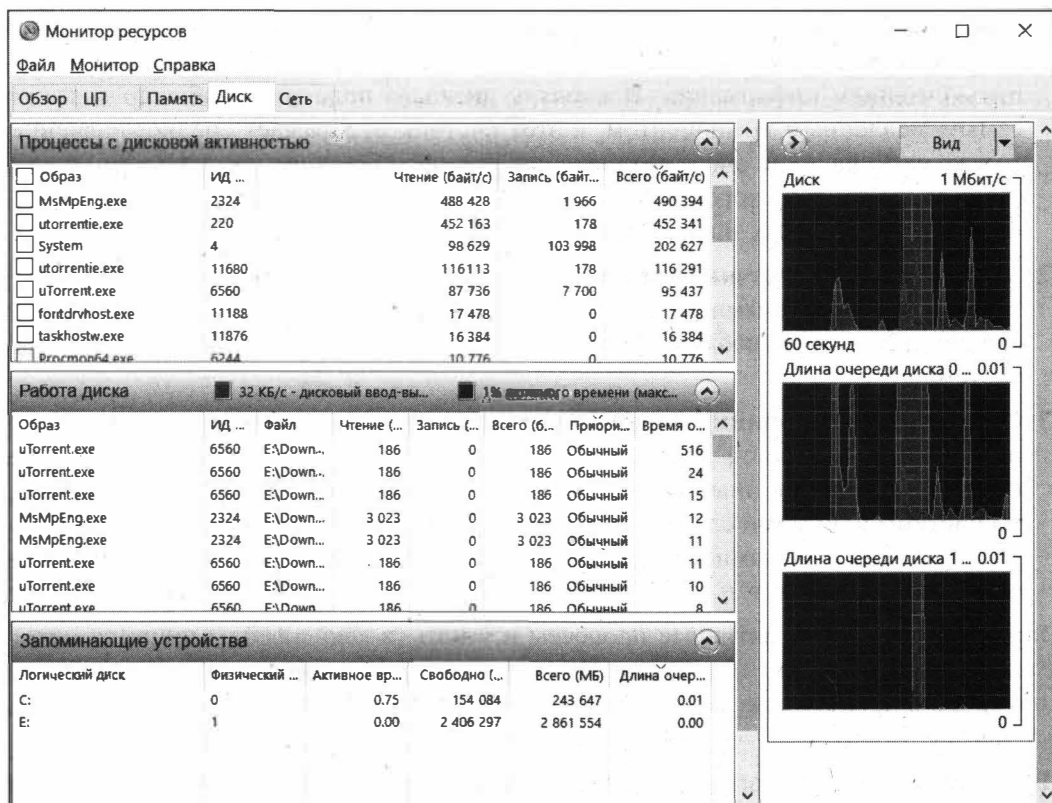 Монитор ресурсов
Файл Монитор Справка
Обзор ЦП Память Диск Сеть
Процессы с дисковой активностью
Образ ИД ... Чтение (байт/с) Запись (байт... Всего (байт/с)
MsMpEng.exe 2324 488 428 1 966 490 394
utorrentie.exe 220 452 163 178 452 341
System 4 98 629 103 998 202 627
utorrentie.exe 11680 116113 178 116 291
uTorrent.exe 6560 87 736 7 700 95 437
fontdrvhost.exe 11188 17 478 0 17 478
taskhostw.exe 11876 16 384 0 16 384
Procmon64.exe 6244 10 776 0 10 776
Работа диска 32 КБ/с - дисковый ввод-вы... 1% времени (макс...
Образ ИД ... Файл Чтение (... Запись (... Всего (б... Приори... Время о...
uTorrent.exe 6560 E:\Down... 186 0 186 Обычный 516
uTorrent.exe 6560 E:\Down... 186 0 186 Обычный 24
uTorrent.exe 6560 E:\Down... 186 0 186 Обычный 15
MsMpEng.exe 2324 E:\Down... 3 023 0 3 023 Обычный 12
MsMpEng.exe 2324 E:\Down... 3 023 0 3 023 Обычный 11
uTorrent.exe 6560 E:\Down... 186 0 186 Обычный 11
uTorrent.exe 6560 E:\Down... 186 0 186 Обычный 10
uTorrent.exe 6560 E:\Down... 186 0 186 Обычный 8
Запоминающие устройства
Логический диск Физический ... Активное вр... Свободно (... Всего (МБ) Длина очер...
C: 0 0.75 154 084 243 647 0.01
E: 1 0.00 2 406 297 2 861 554 0.00
Вид
Диск 1 Мбит/с
60 секунд 0
Длина очереди диска 0 ... 0.01
0
Длина очереди диска 1 ... 0.01
0